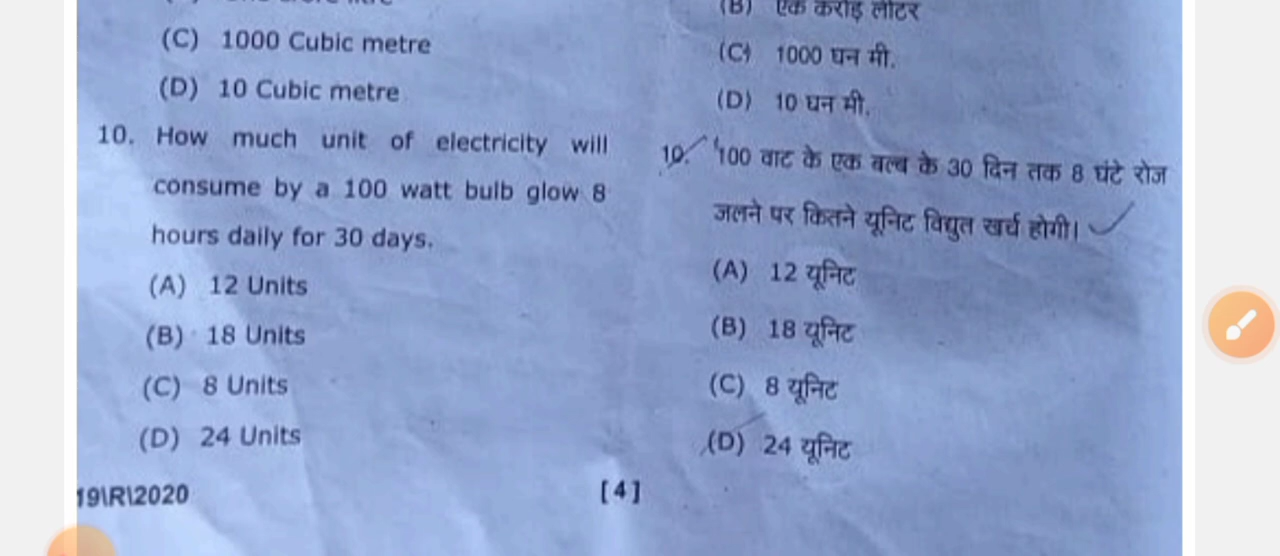 (C) 1000 Cubic metre
(D) 10 Cubic metre
10. How much unit of electricity will
consume by a 100 watt bulb glow 8
hours daily for 30 days.
(A) 12 Units
(B) 18 Units
(C) 8 Units
(D) 24 Units
19\R\2020
[4]
(B) एक करोड़ लीटर
(C) 1000 घन मी.
(D) 10 घन मी.
10. 100 वाट के एक बल्ब के 30 दिन तक 8 घंटे रोज
जलने पर कितने यूनिट विद्युत खर्च होगी।
(A) 12 यूनिट
(B) 18 यूनिट
(C) 8 यूनिट
(D) 24 यूनिट